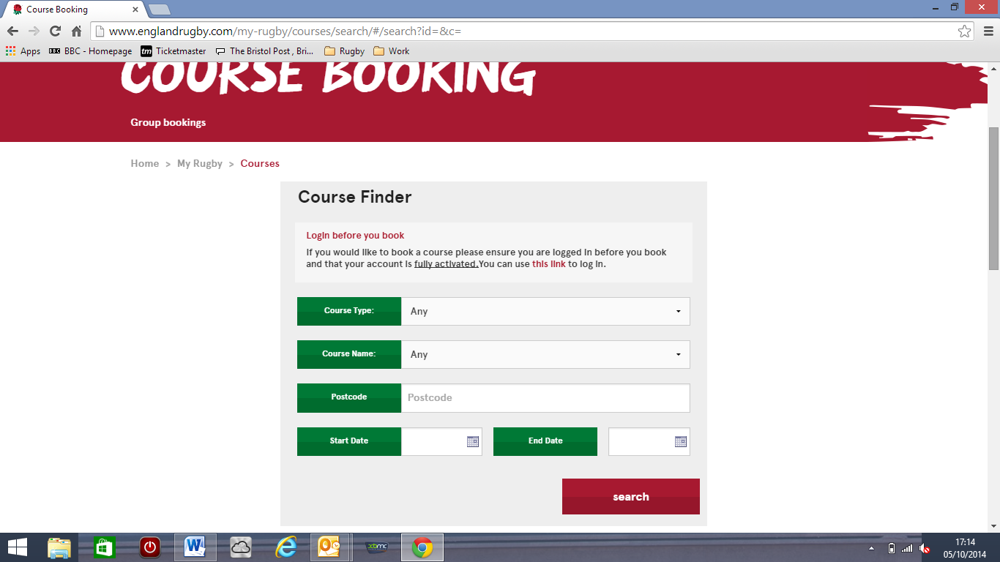 Course Booking
www.englandrugby.com/my-rugby/courses/search/#/search?id=&c=
Apps BBC - Homepage tm Ticketmaster The Bristol Post , Bri... Rugby Work
COURSE BOOKING
Group bookings
Home > My Rugby > Courses
Course Finder
Login before you book
If you would like to book a course please ensure you are logged in before you book
and that your account is fully activated.You can use this link to log in.
Course Type: Any
Course Name: Any
Postcode Postcode
Start Date End Date
search
17:14
05/10/2014